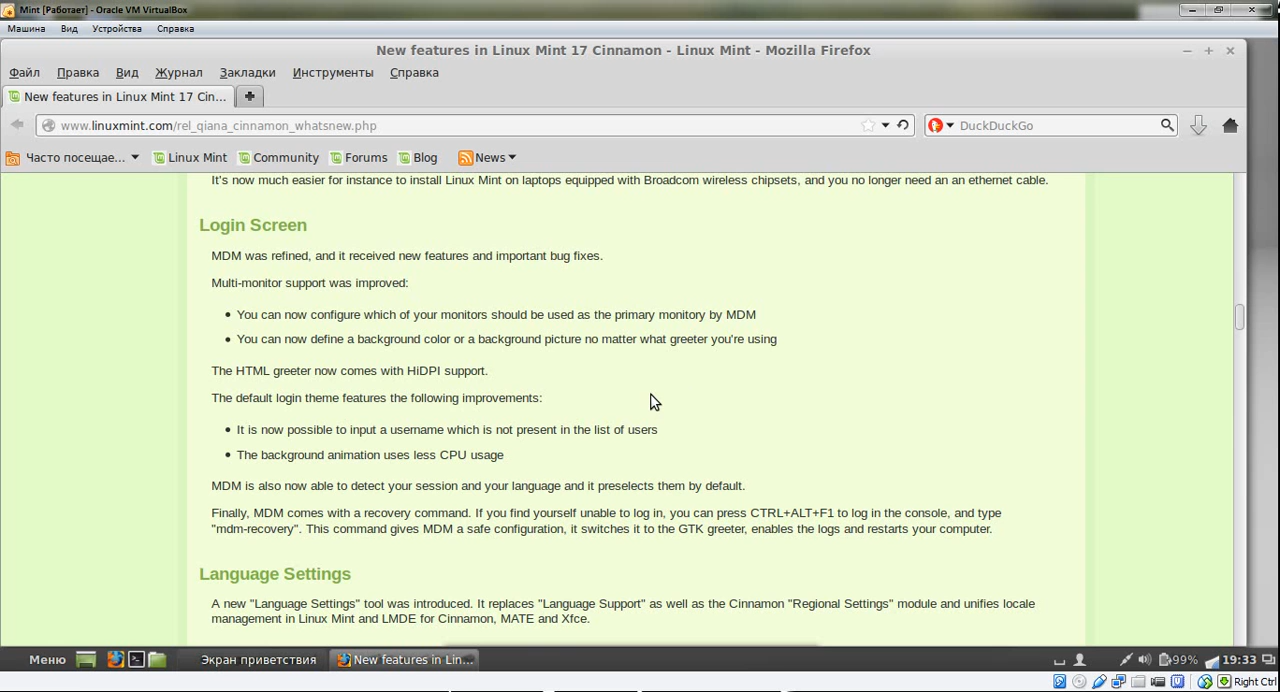 Mint [Работает] - Oracle VM VirtualBox
Машина Вид Устройства Справка
New features in Linux Mint 17 Cinnamon - Linux Mint - Mozilla Firefox
Файл Правка Вид Журнал Закладки Инструменты Справка
New features in Linux Mint 17 Cin...
www.linuxmint.com/rel_qiana_cinnamon_whatsnew.php DuckDuckGo
Часто посещае... Linux Mint Community Forums Blog News
It's now much easier for instance to install Linux Mint on laptops equipped with Broadcom wireless chipsets, and you no longer need an an ethernet cable.
Login Screen
MDM was refined, and it received new features and important bug fixes.
Multi-monitor support was improved:
• You can now configure which of your monitors should be used as the primary monitory by MDM
• You can now define a background color or a background picture no matter what greeter you're using
The HTML greeter now comes with HiDPI support.
The default login theme features the following improvements:
• It is now possible to input a username which is not present in the list of users
• The background animation uses less CPU usage
MDM is also now able to detect your session and your language and it preselects them by default.
Finally, MDM comes with a recovery command. If you find yourself unable to log in, you can press CTRL+ALT+F1 to log in the console, and type
"mdm-recovery". This command gives MDM a safe configuration, it switches it to the GTK greeter, enables the logs and restarts your computer.
Language Settings
A new "Language Settings" tool was introduced. It replaces "Language Support" as well as the Cinnamon "Regional Settings" module and unifies locale
management in Linux Mint and LMDE for Cinnamon, MATE and Xfce.
Меню Экран приветствия New features in Lin... 99% 19:33
Right Ctrl